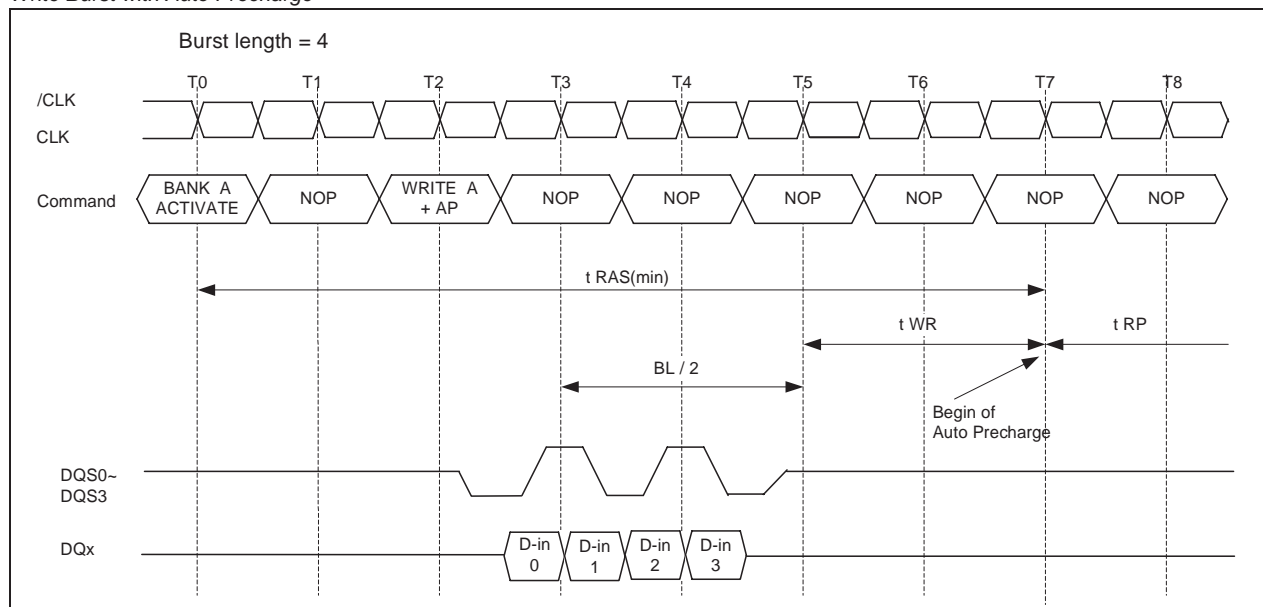 Write Burst with Auto Precharge
Burst length = 4
T0 T1 T2 T3 T4 T5 T6 T7 T8
/CLK
CLK
Command
BANK A
ACTIVATE
NOP
WRITE A
+ AP
NOP
NOP
NOP
NOP
NOP
NOP
t RAS(min)
t WR
t RP
BL / 2
Begin of
Auto Precharge
DQS0~
DQS3
DQx
D-in
0
D-in
1
D-in
2
D-in
3